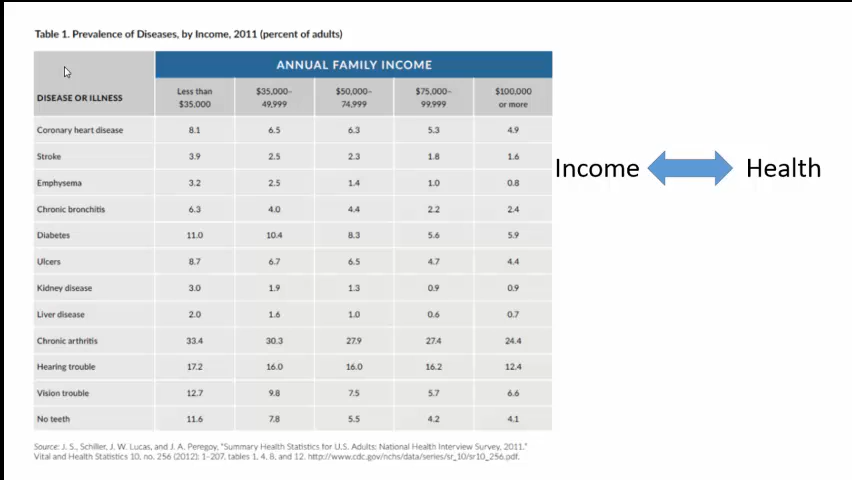 Table 1. Prevalence of Diseases, by Income, 2011 (percent of adults)
ANNUAL FAMILY INCOME
DISEASE OR ILLNESS Less than $35,000 $35,000– 49,999 $50,000– 74,999 $75,000– 99,999 $100,000 or more
Coronary heart disease 8.1 6.5 6.3 5.3 4.9
Stroke 3.9 2.5 2.3 1.8 1.6
Emphysema 3.2 2.5 1.4 1.0 0.8
Chronic bronchitis 6.3 4.0 4.4 2.2 2.4
Diabetes 11.0 10.4 8.3 5.6 5.9
Ulcers 8.7 6.7 6.5 4.7 4.4
Kidney disease 3.0 1.9 1.3 0.9 0.9
Liver disease 2.0 1.6 1.0 0.6 0.7
Chronic arthritis 33.4 30.3 27.9 27.4 24.4
Hearing trouble 17.2 16.0 16.0 16.2 12.4
Vision trouble 12.7 9.8 7.5 5.7 6.6
No teeth 11.6 7.8 5.5 4.2 4.1
Source: J. S., Schiller, J. W. Lucas, and J. A. Peregoy, "Summary Health Statistics for U.S. Adults: National Health Interview Survey, 2011."
Vital and Health Statistics 10, no. 256 (2012): 1–207, tables 1, 4, 8, and 12. http://www.cdc.gov/nchs/data/series/sr_10/sr10_256.pdf.
Income Health